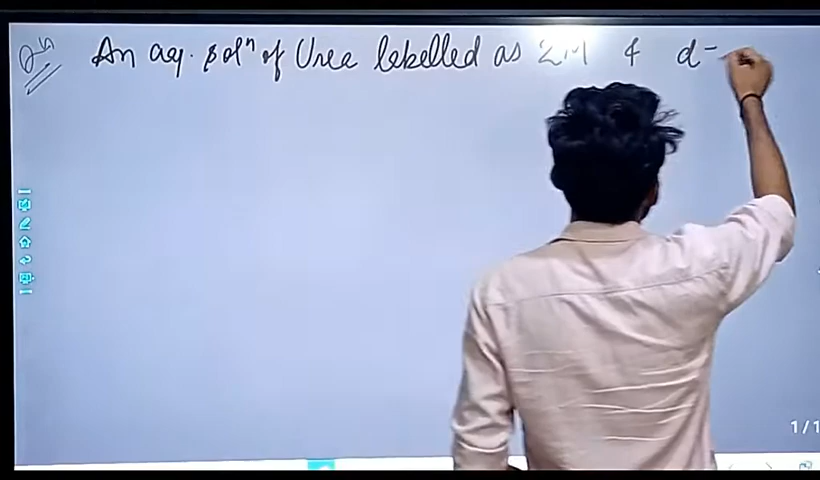 Qn An aq. solⁿ of Urea labelled as 2M & d-
1/1